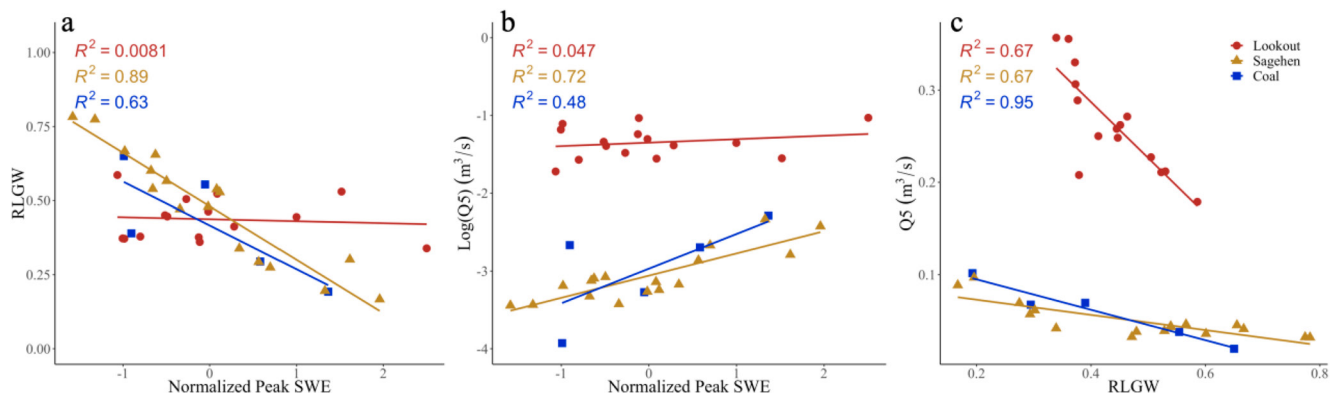 a
R² = 0.0081
R² = 0.89
R² = 0.63
1.00
0.75
0.50
0.25
0.00
RLGW
-1
0
1
2
Normalized Peak SWE
b
R² = 0.047
R² = 0.72
R² = 0.48
0
-1
-2
-3
-4
Log(Q5) (m³/s)
-1
0
1
2
Normalized Peak SWE
c
R² = 0.67
R² = 0.67
R² = 0.95
Lookout
Sagehen
Coal
0.3
0.2
0.1
Q5 (m³/s)
0.2
0.4
0.6
0.8
RLGW